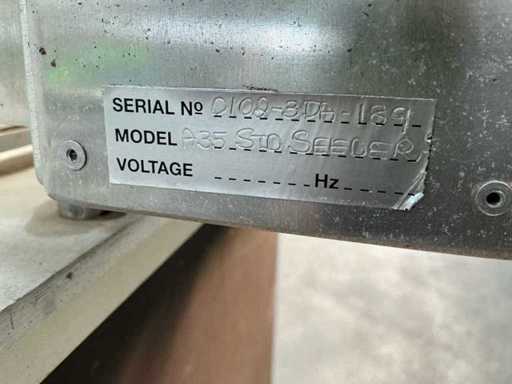 SERIAL Nº
MODEL A35 STD SEEDER
VOLTAGE Hz